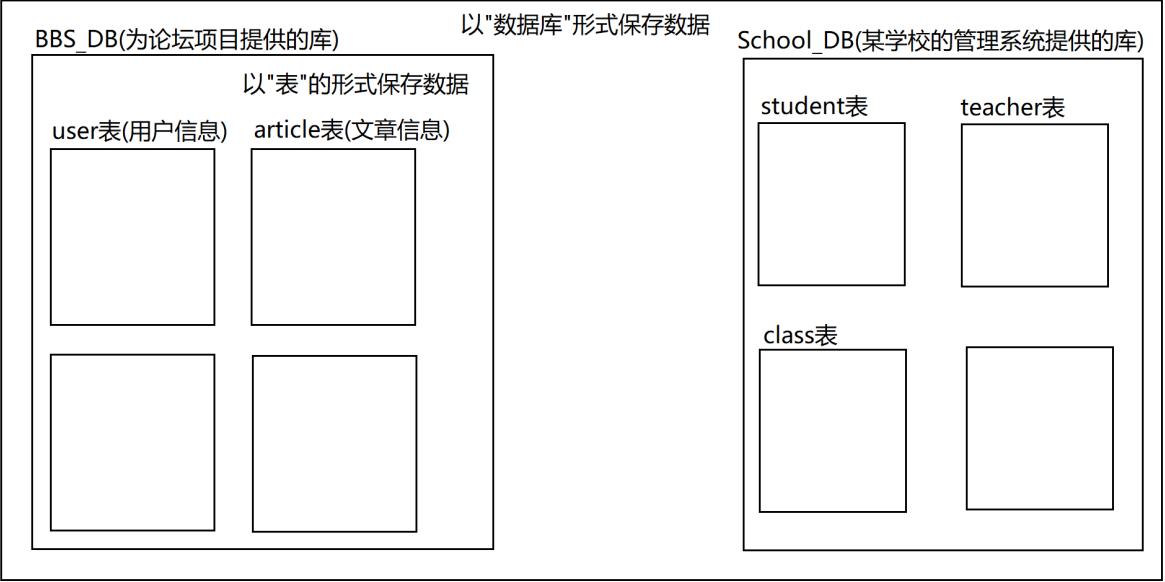 以"数据库"形式保存数据
BBS_DB(为论坛项目提供的库)
School_DB(某学校的管理系统提供的库)
以"表"的形式保存数据
user表(用户信息)
article表(文章信息)
student表
teacher表
class表